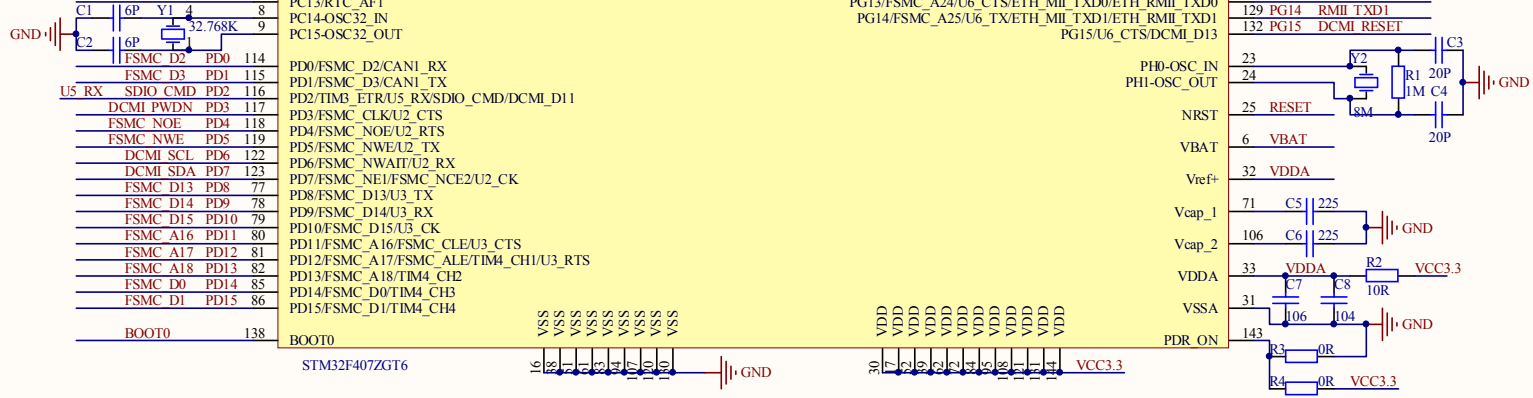 PC13/RTC_AF1
PG13/FSMC_A24/U6_CTS/ETH_MII_TXD0/ETH_RMII_TXD0
C1 6P Y1 4 8 PC14-OSC32_IN
PG14/FSMC_A25/U6_TX/ETH_MII_TXD1/ETH_RMII_TXD1 129 PG14 RMII_TXD1
GND 32.768K 9 PC15-OSC32_OUT
PG15/U6_CTS/DCMI_D13 132 PG15 DCMI_RESET
C2 6P 1
FSMC_D2 PD0 114 PD0/FSMC_D2/CAN1_RX
PH0-OSC_IN 23 Y2 C3
FSMC_D3 PD1 115 PD1/FSMC_D3/CAN1_TX
PH1-OSC_OUT 24 R1 20P GND
U5_RX SDIO_CMD PD2 116 PD2/TIM3_ETR/U5_RX/SDIO_CMD/DCMI_D11
1M C4
DCMI_PWDN PD3 117 PD3/FSMC_CLK/U2_CTS
NRST 25 RESET 8M
FSMC_NOE PD4 118 PD4/FSMC_NOE/U2_RTS
20P
FSMC_NWE PD5 119 PD5/FSMC_NWE/U2_TX
VBAT 6 VBAT
DCMI_SCL PD6 122 PD6/FSMC_NWAIT/U2_RX
DCMI_SDA PD7 123 PD7/FSMC_NE1/FSMC_NCE2/U2_CK
Vref+ 32 VDDA
FSMC_D13 PD8 77 PD8/FSMC_D13/U3_TX
FSMC_D14 PD9 78 PD9/FSMC_D14/U3_RX
Vcap_1 71 C5 225
FSMC_D15 PD10 79 PD10/FSMC_D15/U3_CK
GND
FSMC_A16 PD11 80 PD11/FSMC_A16/FSMC_CLE/U3_CTS
Vcap_2 106 C6 225
FSMC_A17 PD12 81 PD12/FSMC_A17/FSMC_ALE/TIM4_CH1/U3_RTS
FSMC_A18 PD13 82 PD13/FSMC_A18/TIM4_CH2
VDDA 33 VDDA R2 VCC3.3
FSMC_D0 PD14 85 PD14/FSMC_D0/TIM4_CH3
C7 C8 10R
FSMC_D1 PD15 86 PD15/FSMC_D1/TIM4_CH4
VSSA 31
106 104 GND
VSS VSS VSS VSS VSS VSS VSS VSS VSS
VDD VDD VDD VDD VDD VDD VDD VDD VDD VDD VDD VDD
BOOT0 138 BOOT0
PDR_ON 143
R3 0R
STM32F407ZGT6
16 GND
30 VCC3.3
R4 0R VCC3.3